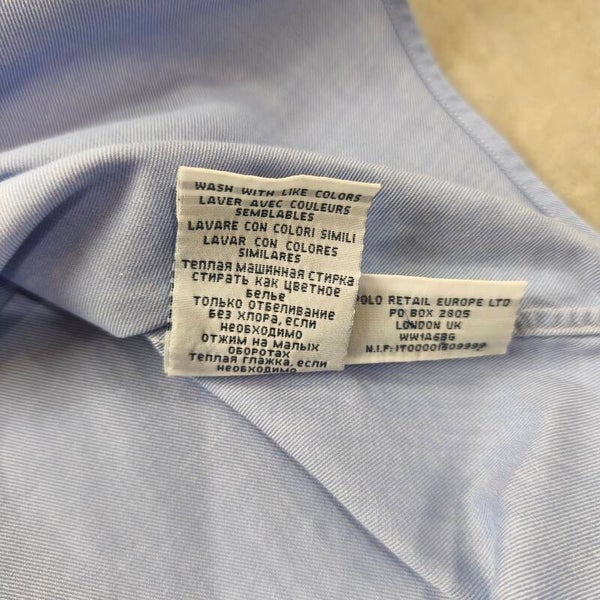 WASH WITH LIKE COLORS
LAVER AVEC COULEURS
SEMBLABLES
LAVARE CON COLORI SIMILI
LAVAR CON COLORES
SIMILARES
ТЕПЛАЯ МАШИННАЯ СТИРКА
СТИРАТЬ КАК ЦВЕТНОЕ
БЕЛЬЕ
ТОЛЬКО ОТБЕЛИВАНИЕ
БЕЗ ХЛОРА, ЕСЛИ
НЕОБХОДИМО
ОТЖИМ НА МАЛЫХ
ОБОРОТАХ
ТЕПЛАЯ ГЛАЖКА, ЕСЛИ
НЕОБХОДИМО
OLO RETAIL EUROPE LTD
PO BOX 2805
LONDON UK
WW1A6BG
N.I.F: